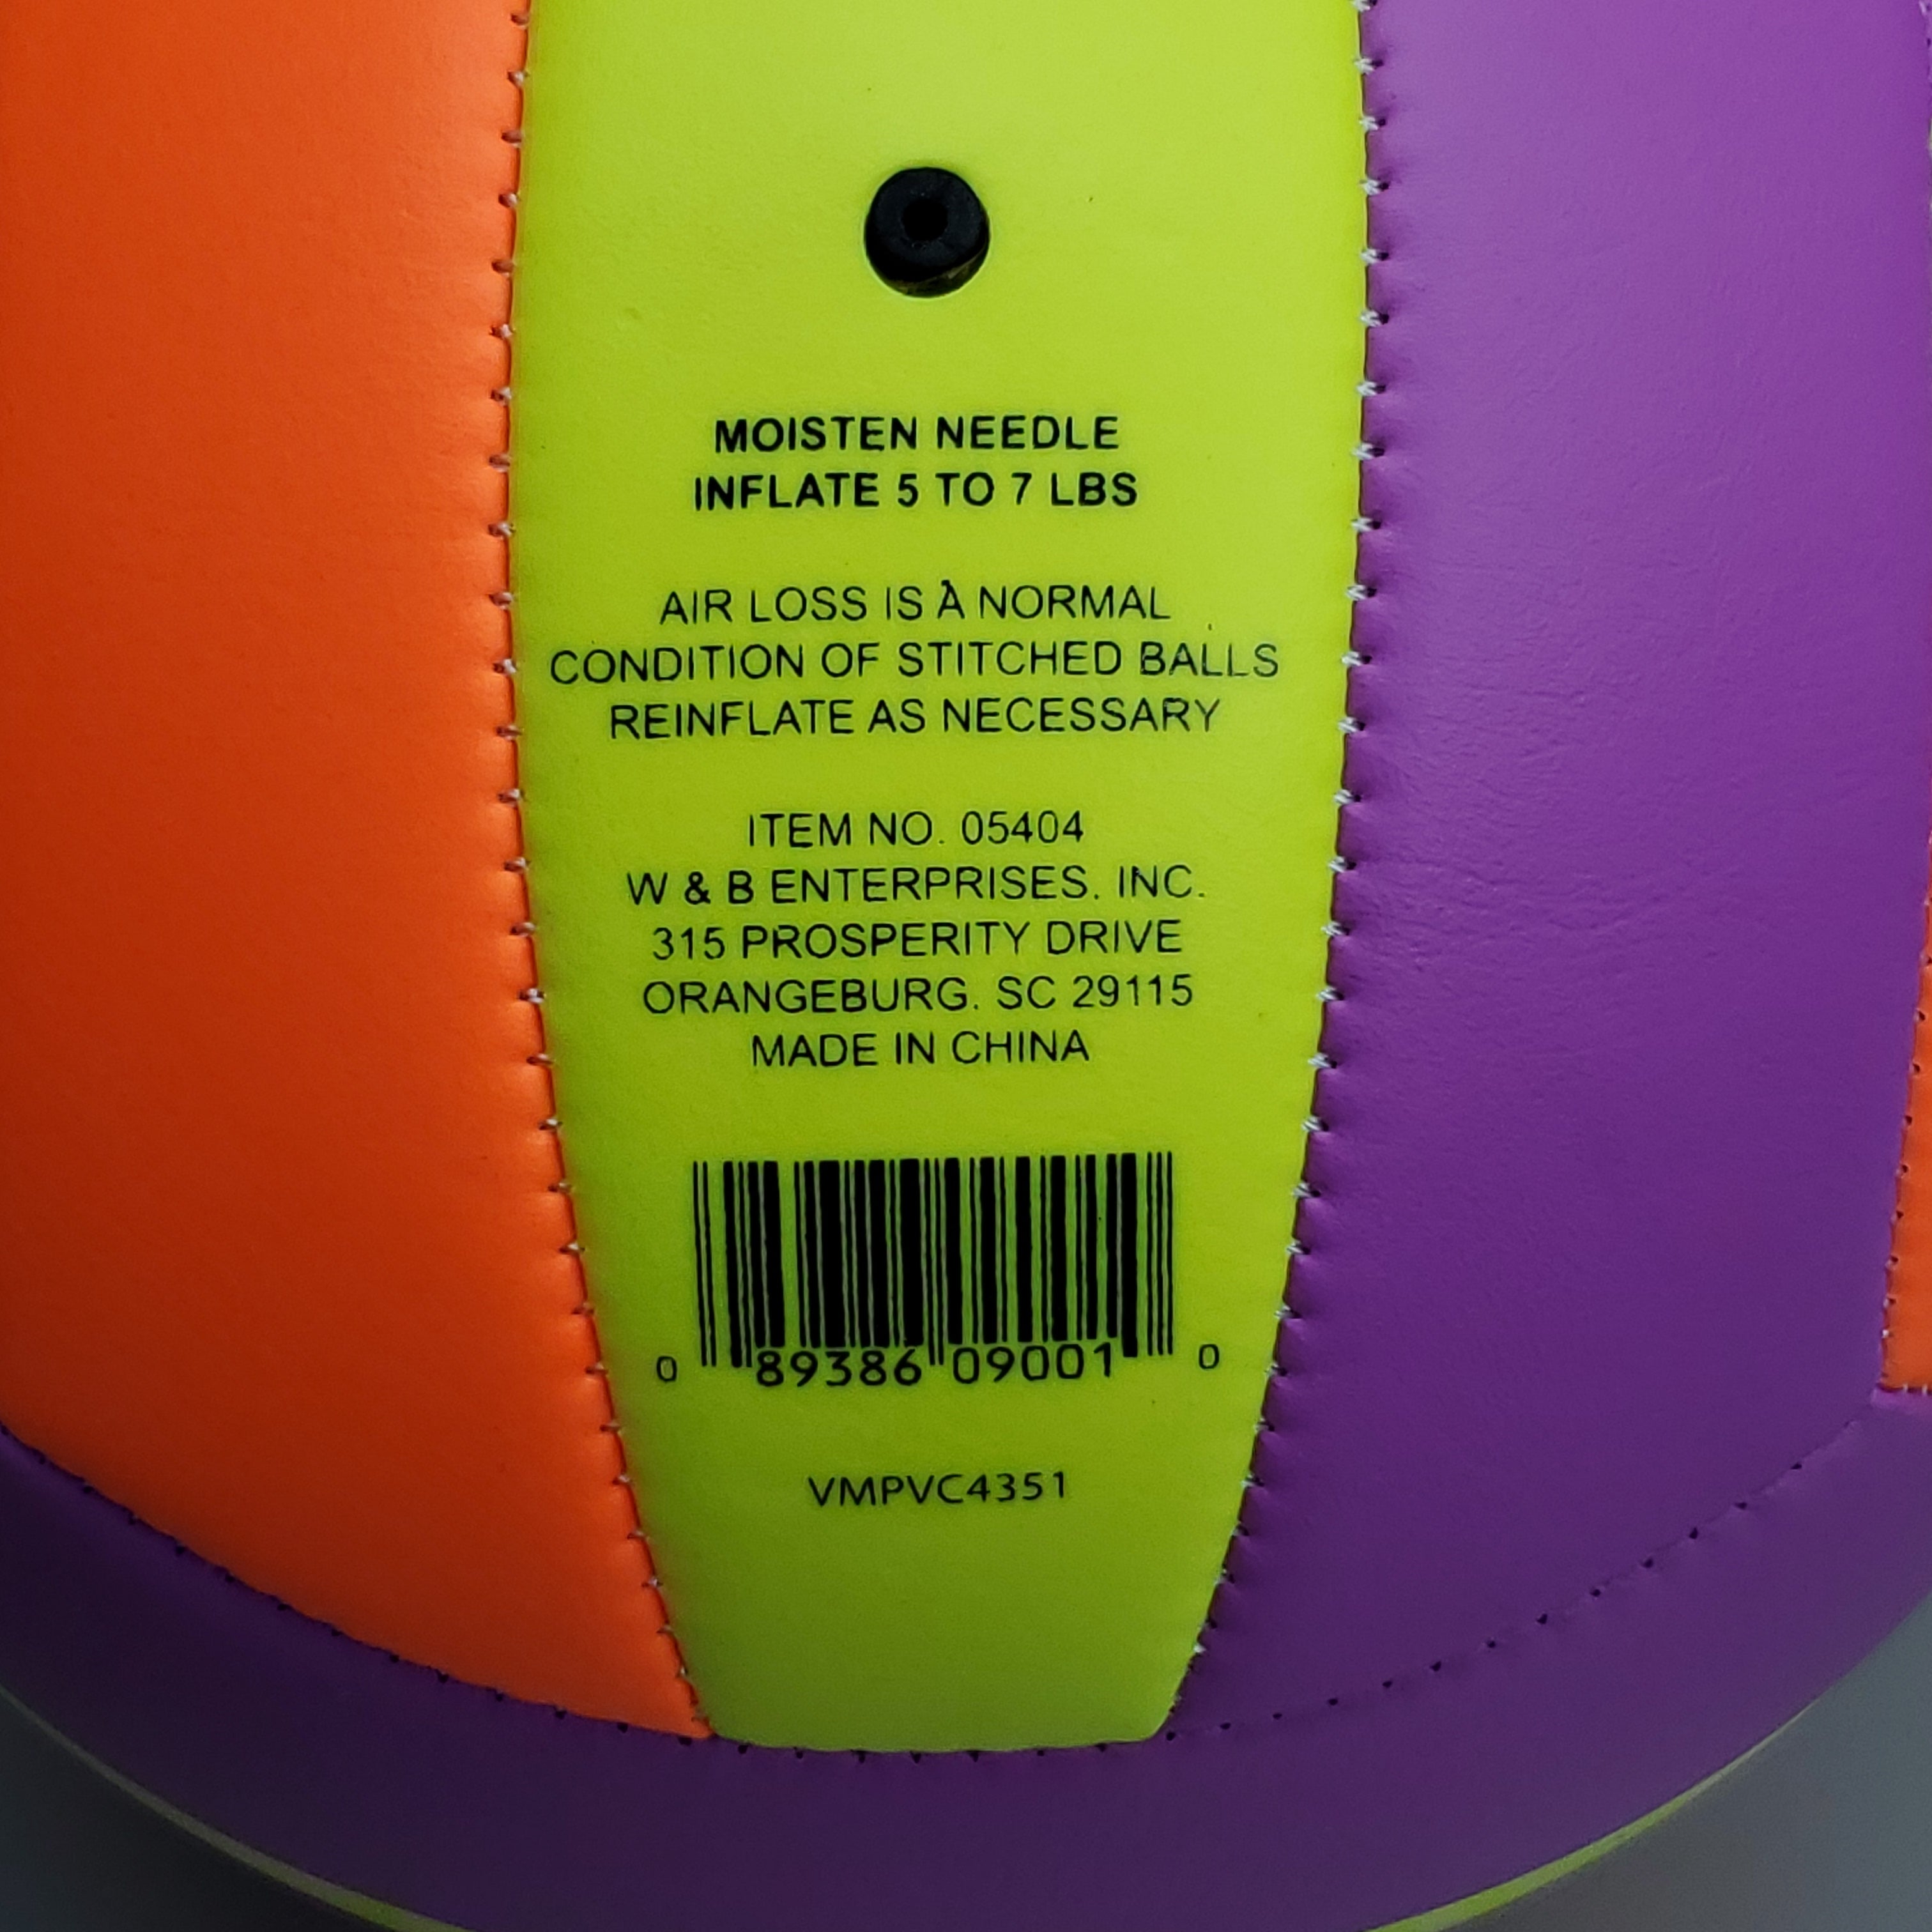 MOISTEN NEEDLE
INFLATE 5 TO 7 LBS
AIR LOSS IS A NORMAL
CONDITION OF STITCHED BALLS
REINFLATE AS NECESSARY
ITEM NO. 05404
W & B ENTERPRISES. INC.
315 PROSPERITY DRIVE
ORANGEBURG. SC 29115
MADE IN CHINA
0 89386 09001 0
VMPVC4351